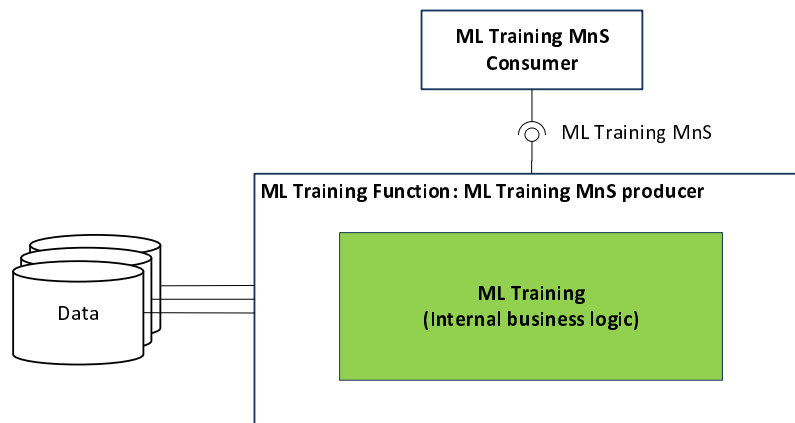 ML Training MnS
Consumer
ML Training MnS
ML Training Function: ML Training MnS producer
ML Training
(Internal business logic)
Data